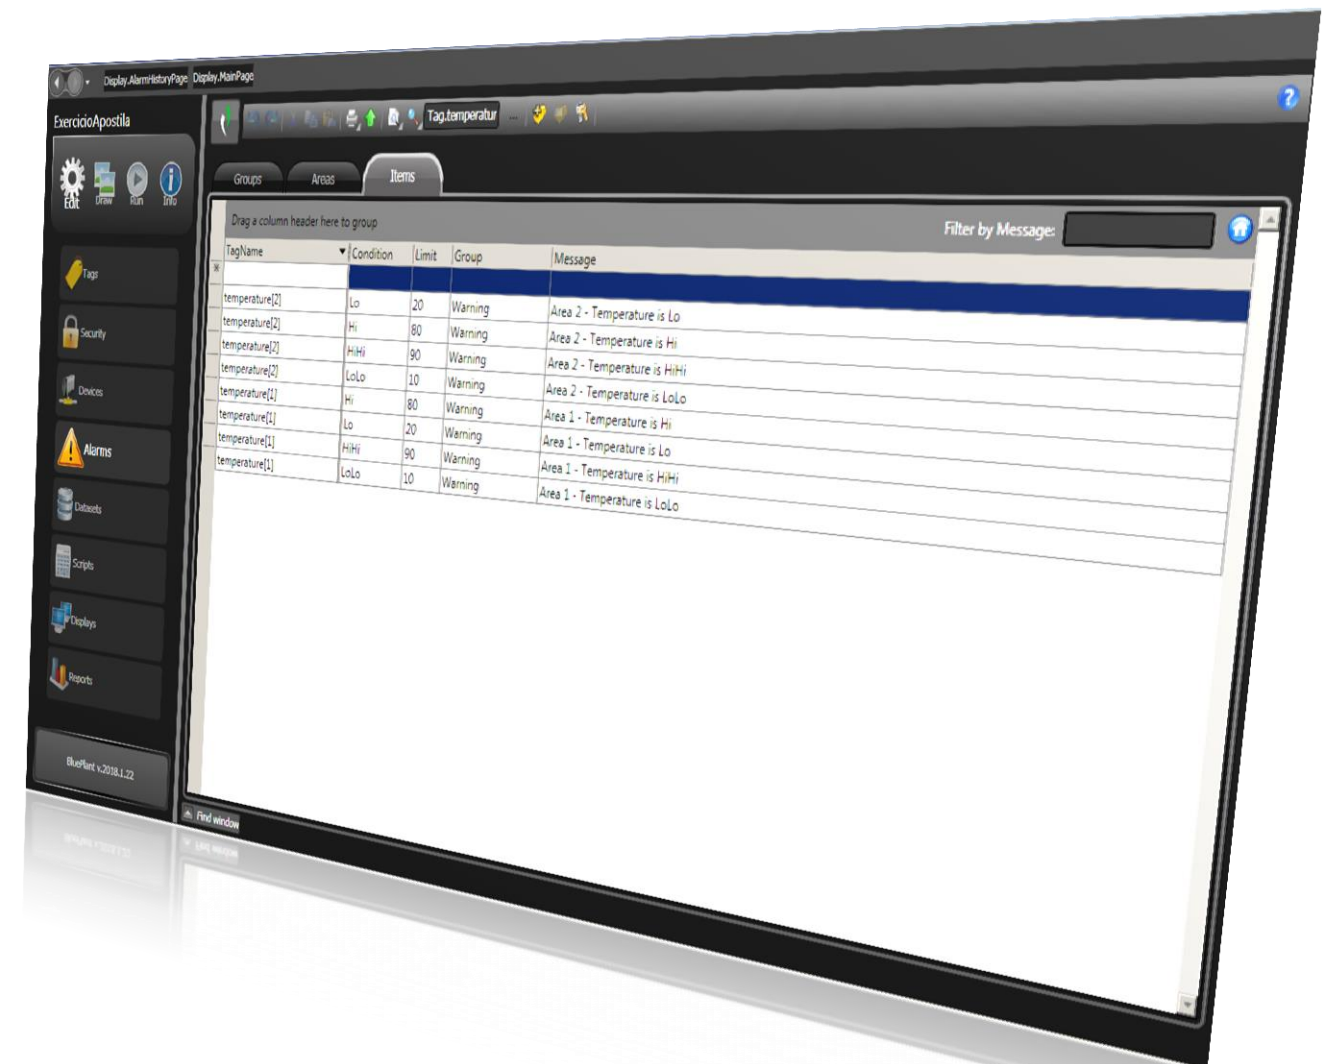 Display.AlarmHistoryPage Display.MainPage
ExercicioApostila
Tag.temperatur ...
Edit Draw Run Info
Groups Areas Items
Drag a column header here to group
Filter by Message:
TagName Condition Limit Group Message
temperature[2] Lo 20 Warning Area 2 - Temperature is Lo
temperature[2] Hi 80 Warning Area 2 - Temperature is Hi
temperature[2] HiHi 90 Warning Area 2 - Temperature is HiHi
temperature[2] LoLo 10 Warning Area 2 - Temperature is LoLo
temperature[1] Hi 80 Warning Area 1 - Temperature is Hi
temperature[1] Lo 20 Warning Area 1 - Temperature is Lo
temperature[1] HiHi 90 Warning Area 1 - Temperature is HiHi
temperature[1] LoLo 10 Warning Area 1 - Temperature is LoLo
Tags
Security
Devices
Alarms
Datasets
Scripts
Displays
Reports
BluePlant v.2018.1.22
Find window